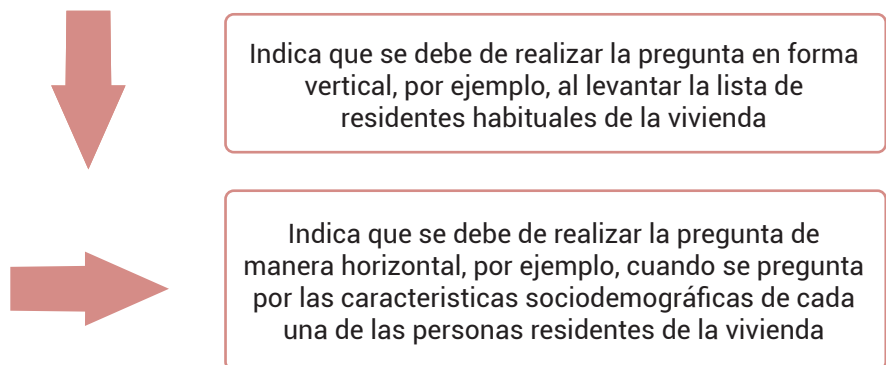 Indica que se debe de realizar la pregunta en forma
vertical, por ejemplo, al levantar la lista de
residentes habituales de la vivienda
Indica que se debe de realizar la pregunta de
manera horizontal, por ejemplo, cuando se pregunta
por las caracteristicas sociodemográficas de cada
una de las personas residentes de la vivienda